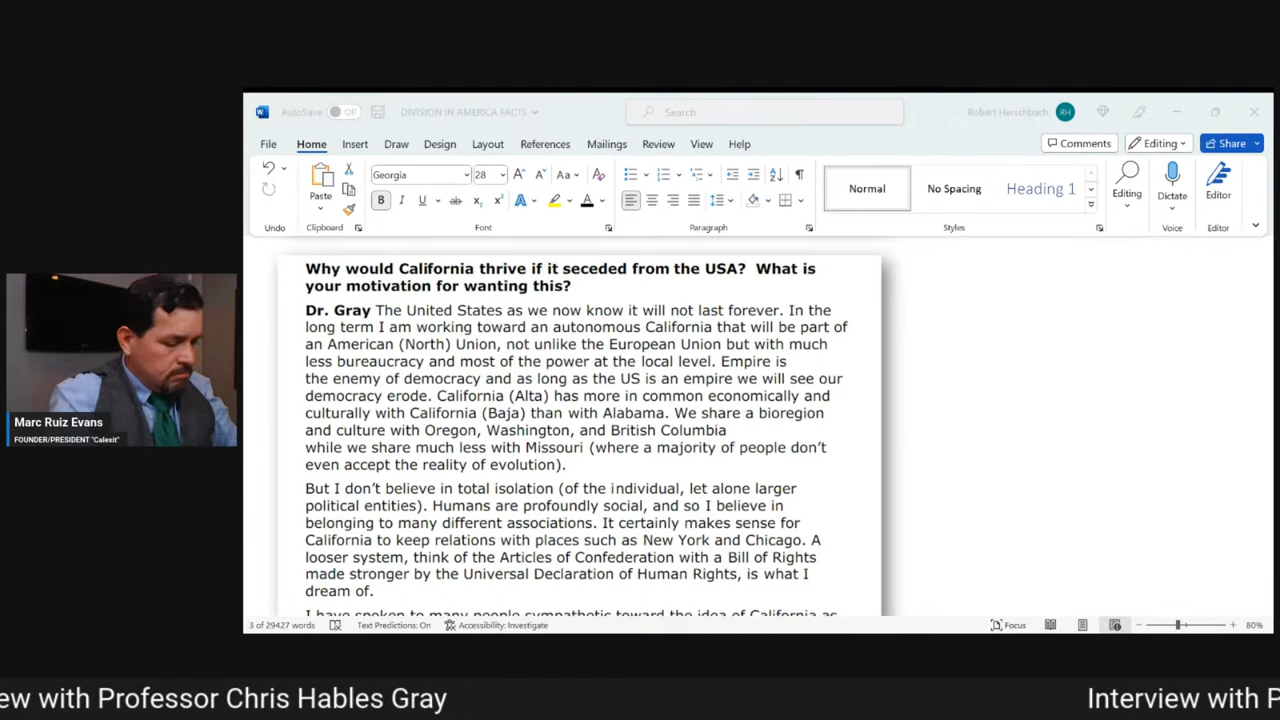 AutoSave Off DIVISION IN AMERICA FACTS Search Robert Herschbach RH
File Home Insert Draw Design Layout References Mailings Review View Help Comments Editing Share
Georgia 28 Aa
Paste
Normal No Spacing Heading 1
Editing Dictate Editor
Undo Clipboard Font Paragraph Styles Voice Editor
Why would California thrive if it seceded from the USA? What is
your motivation for wanting this?
Dr. Gray The United States as we now know it will not last forever. In the
long term I am working toward an autonomous California that will be part of
an American (North) Union, not unlike the European Union but with much
less bureaucracy and most of the power at the local level. Empire is
the enemy of democracy and as long as the US is an empire we will see our
democracy erode. California (Alta) has more in common economically and
culturally with California (Baja) than with Alabama. We share a bioregion
and culture with Oregon, Washington, and British Columbia
while we share much less with Missouri (where a majority of people don't
even accept the reality of evolution).
But I don't believe in total isolation (of the individual, let alone larger
political entities). Humans are profoundly social, and so I believe in
belonging to many different associations. It certainly makes sense for
California to keep relations with places such as New York and Chicago. A
looser system, think of the Articles of Confederation with a Bill of Rights
made stronger by the Universal Declaration of Human Rights, is what I
dream of.
I have spoken to many people sympathetic toward the idea of California as
3 of 29427 words Text Predictions: On Accessibility: Investigate Focus 80%
Marc Ruiz Evans
FOUNDER/PRESIDENT "Calexit"
ew with Professor Chris Hables Gray Interview with P